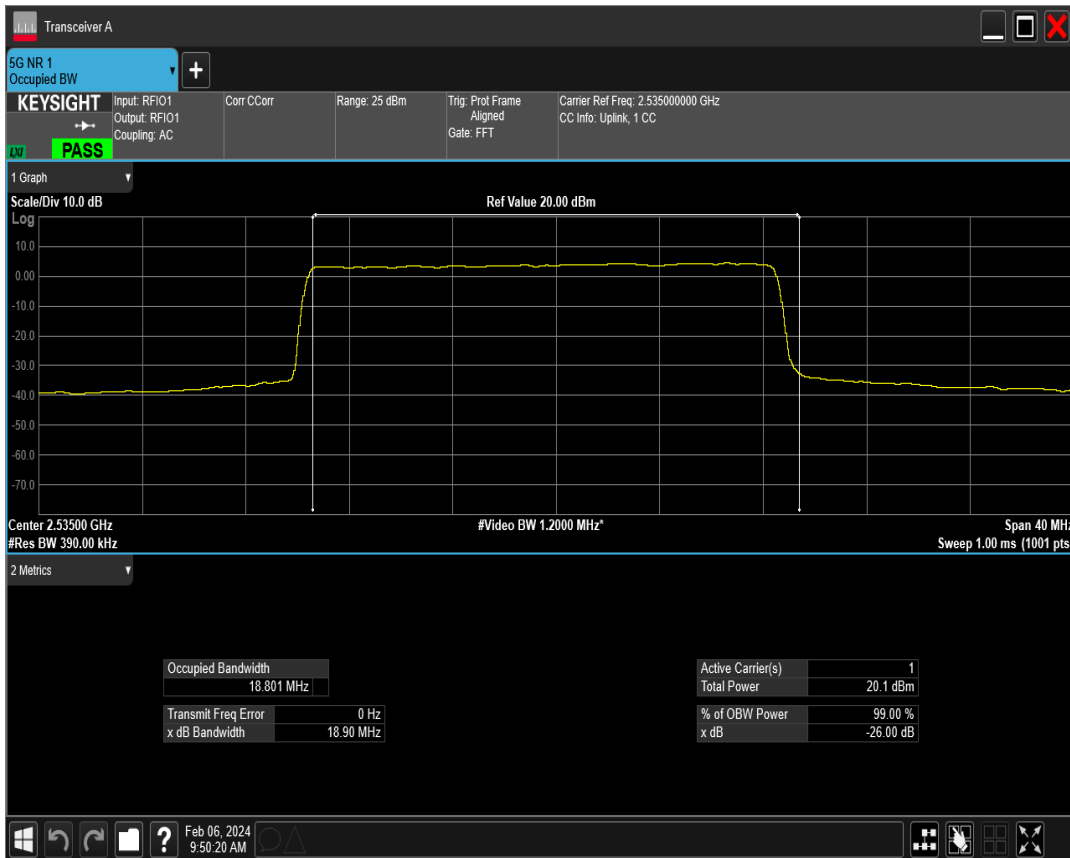 Transceiver A
5G NR 1
Occupied BW
KEYSIGHT
LXI
PASS
Input: RFIO1
Output: RFIO1
Coupling: AC
Corr CCorr
Range: 25 dBm
Trig: Prot Frame
Aligned
Gate: FFT
Carrier Ref Freq: 2.535000000 GHz
CC Info: Uplink, 1 CC
1 Graph
Scale/Div 10.0 dB
Ref Value 20.00 dBm
Log
10.0
0.00
-10.0
-20.0
-30.0
-40.0
-50.0
-60.0
-70.0
Center 2.53500 GHz
#Video BW 1.2000 MHz*
Span 40 MHz
#Res BW 390.00 kHz
Sweep 1.00 ms (1001 pts
2 Metrics
Occupied Bandwidth
18.801 MHz
Transmit Freq Error 0 Hz
x dB Bandwidth 18.90 MHz
Active Carrier(s) 1
Total Power 20.1 dBm
% of OBW Power 99.00 %
x dB -26.00 dB
Feb 06, 2024
9:50:20 AM